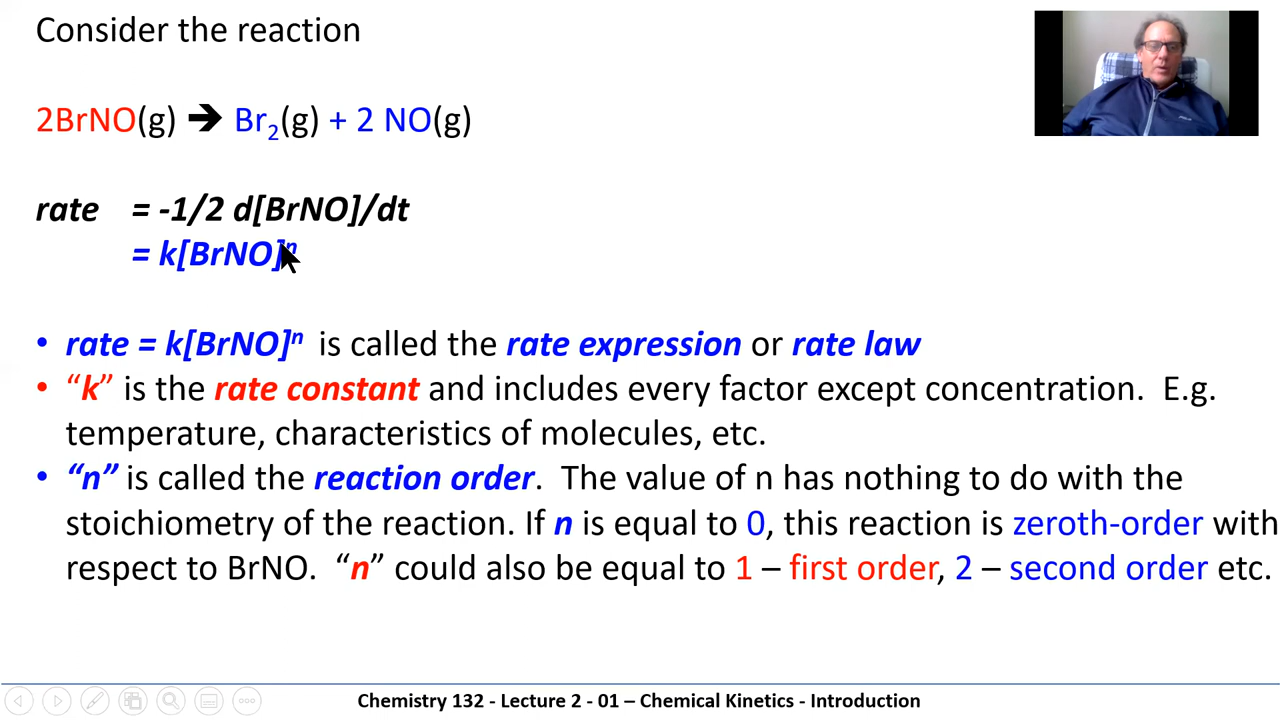 Consider the reaction
2BrNO(g) 🡲 Br₂(g) + 2 NO(g)
rate = -1/2 d[BrNO]/dt
= k[BrNO]ⁿ
• rate = k[BrNO]ⁿ is called the rate expression or rate law
• “k” is the rate constant and includes every factor except concentration. E.g.
temperature, characteristics of molecules, etc.
• “n” is called the reaction order. The value of n has nothing to do with the
stoichiometry of the reaction. If n is equal to 0, this reaction is zeroth-order with
respect to BrNO. “n” could also be equal to 1 – first order, 2 – second order etc.
Chemistry 132 - Lecture 2 - 01 – Chemical Kinetics - Introduction